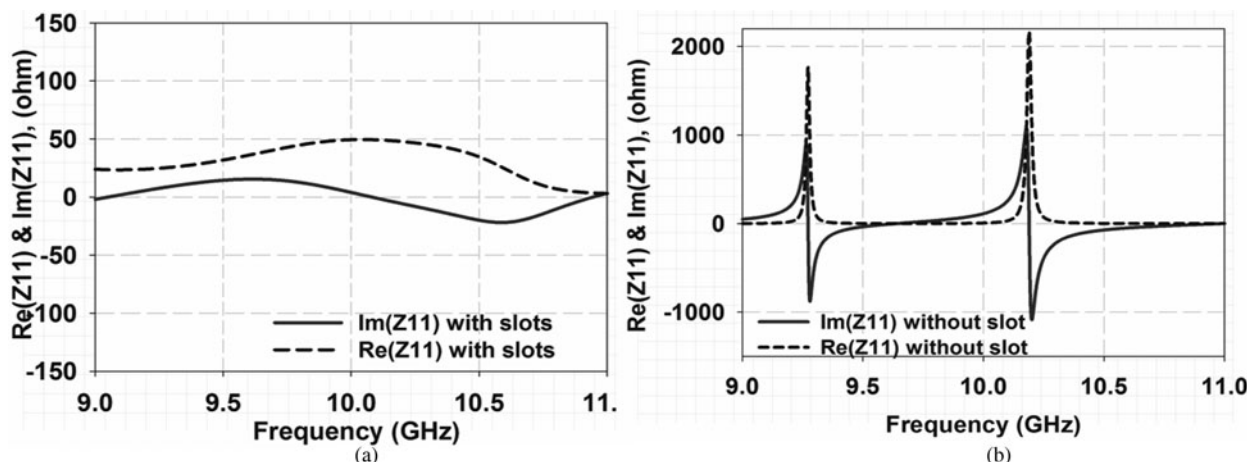 Re(Z11) & Im(Z11), (ohm)
150
100
50
0
-50
-100
-150
Im(Z11) with slots
Re(Z11) with slots
9.0 9.5 10.0 10.5 11.
Frequency (GHz)
(a)
Re(Z11) & Im(Z11), (ohm)
2000
1000
0
-1000
Im(Z11) without slot
Re(Z11) without slot
9.0 9.5 10.0 10.5 11.0
Frequency (GHz)
(b)